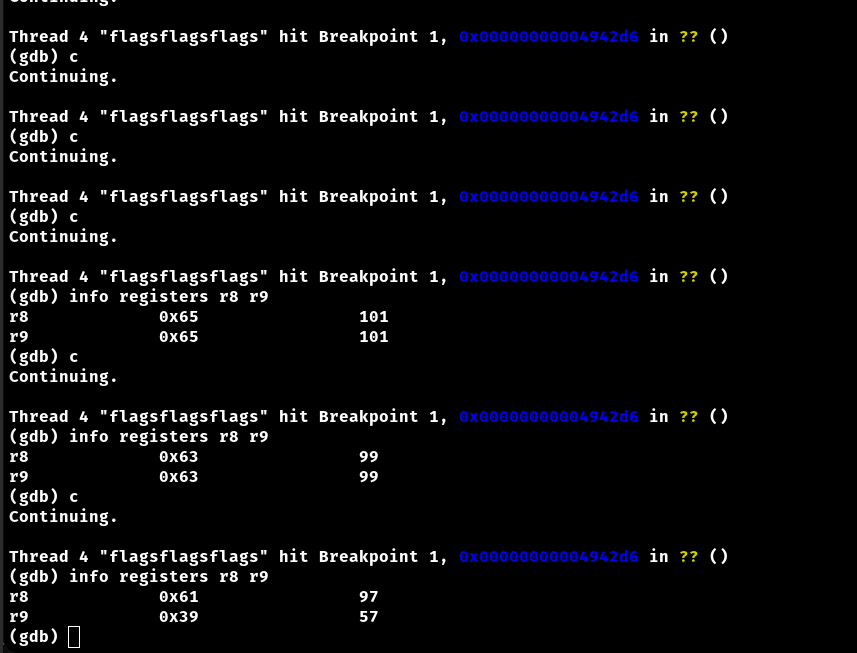 Continuing.
Thread 4 "flagsflagsflags" hit Breakpoint 1, 0x00000000004942d6 in ?? ()
(gdb) c
Continuing.
Thread 4 "flagsflagsflags" hit Breakpoint 1, 0x00000000004942d6 in ?? ()
(gdb) c
Continuing.
Thread 4 "flagsflagsflags" hit Breakpoint 1, 0x00000000004942d6 in ?? ()
(gdb) c
Continuing.
Thread 4 "flagsflagsflags" hit Breakpoint 1, 0x00000000004942d6 in ?? ()
(gdb) info registers r8 r9
r8 0x65 101
r9 0x65 101
(gdb) c
Continuing.
Thread 4 "flagsflagsflags" hit Breakpoint 1, 0x00000000004942d6 in ?? ()
(gdb) info registers r8 r9
r8 0x63 99
r9 0x63 99
(gdb) c
Continuing.
Thread 4 "flagsflagsflags" hit Breakpoint 1, 0x00000000004942d6 in ?? ()
(gdb) info registers r8 r9
r8 0x61 97
r9 0x39 57
(gdb)